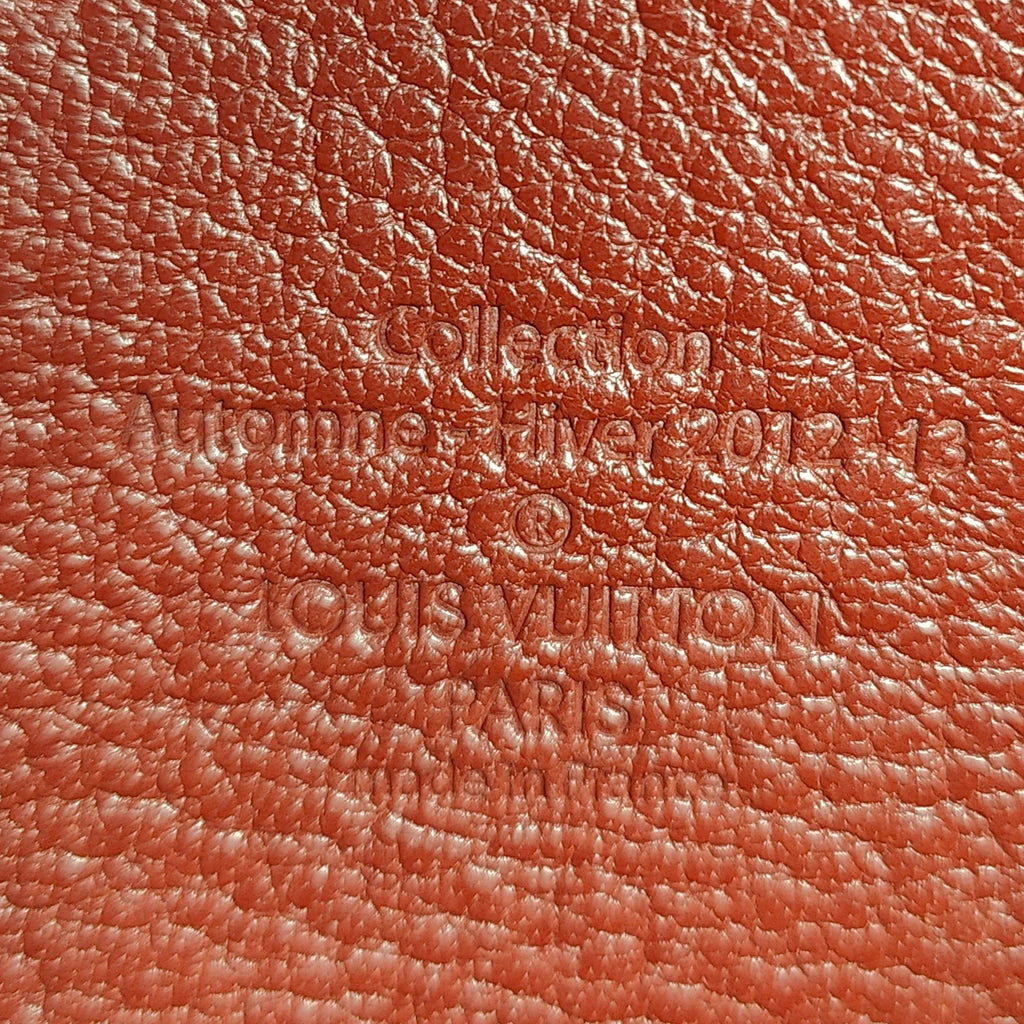 Collection
Automne - Hiver 2012 - 13
®
LOUIS VUITTON
PARIS
made in France